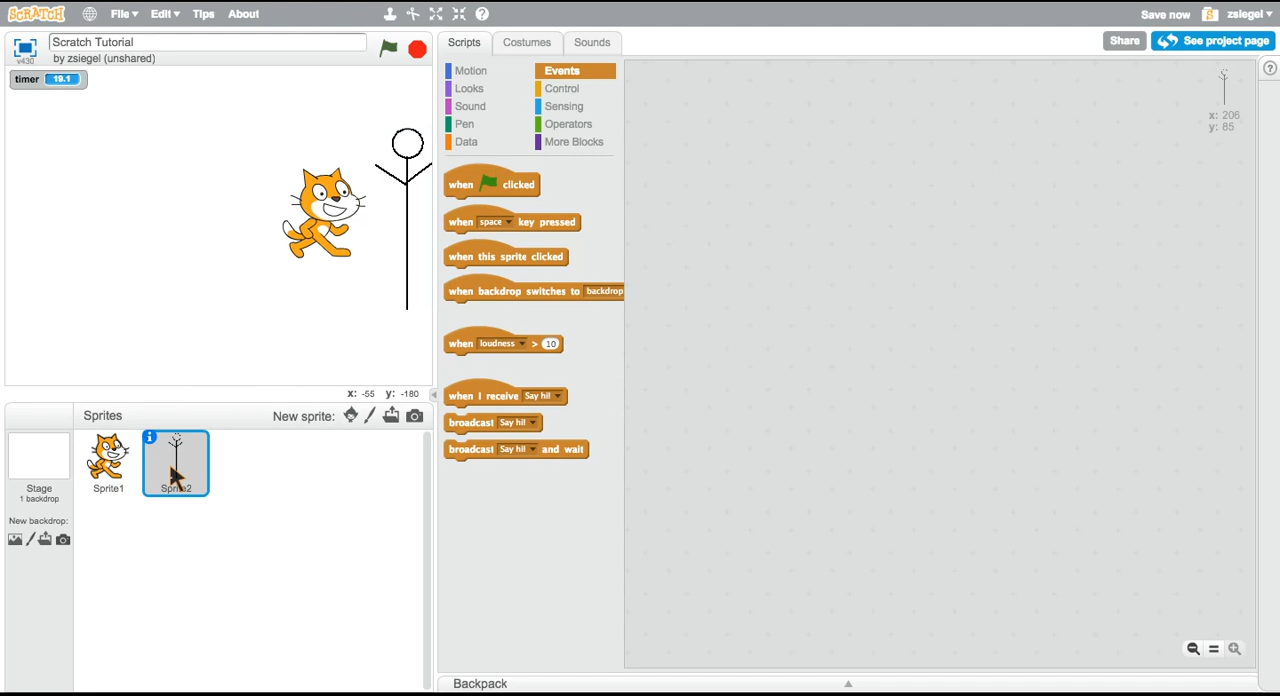 SCRATCH File▾ Edit▾ Tips About Save now zsiegel▾
v430 Scratch Tutorial
by zsiegel (unshared)
Scripts Costumes Sounds Share See project page
timer 19.1
Motion Events
Looks Control
Sound Sensing
Pen Operators
Data More Blocks
x: 206
y: 85
when clicked
when space ▾ key pressed
when this sprite clicked
when backdrop switches to backdrop
when loudness ▾ > 10
when I receive Say hi! ▾
broadcast Say hi! ▾
broadcast Say hi! ▾ and wait
x: -55 y: -180
Sprites New sprite:
Stage
1 backdrop
New backdrop:
Sprite1
Sprite2
Backpack